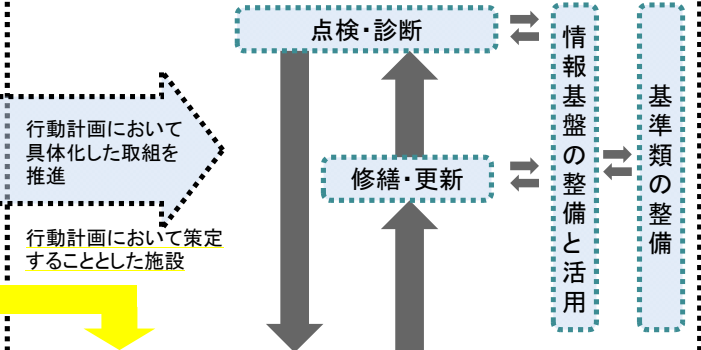 点検・診断
行動計画において
具体化した取組を
推進
修繕・更新
行動計画において策定
することとした施設
情報基盤の整備と活用
基準類の整備